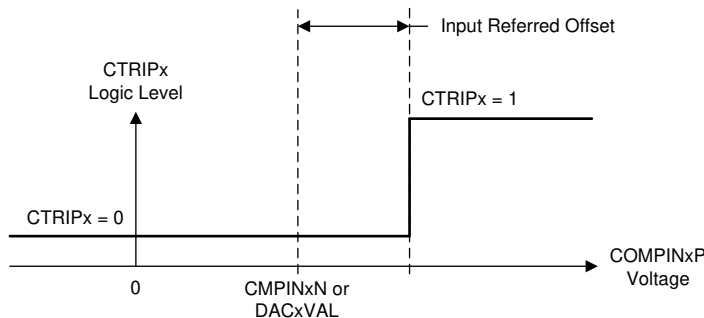 Input Referred Offset
CTRIPx
Logic Level
CTRIPx = 1
CTRIPx = 0
COMPINxP
Voltage
0
CMPINxN or
DACxVAL